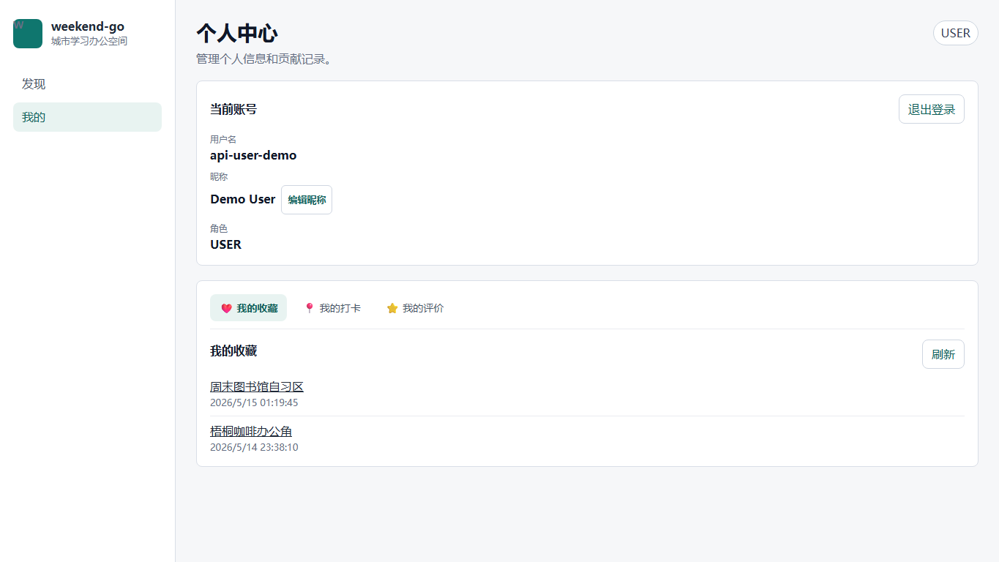 W
weekend-go
城市学习办公空间
发现
我的
个人中心
管理个人信息和贡献记录。
USER
当前账号
退出登录
用户名
api-user-demo
昵称
Demo User
编辑昵称
角色
USER
我的收藏
我的打卡
我的评价
我的收藏
刷新
周末图书馆自习区
2026/5/15 01:19:45
梧桐咖啡办公角
2026/5/14 23:38:10